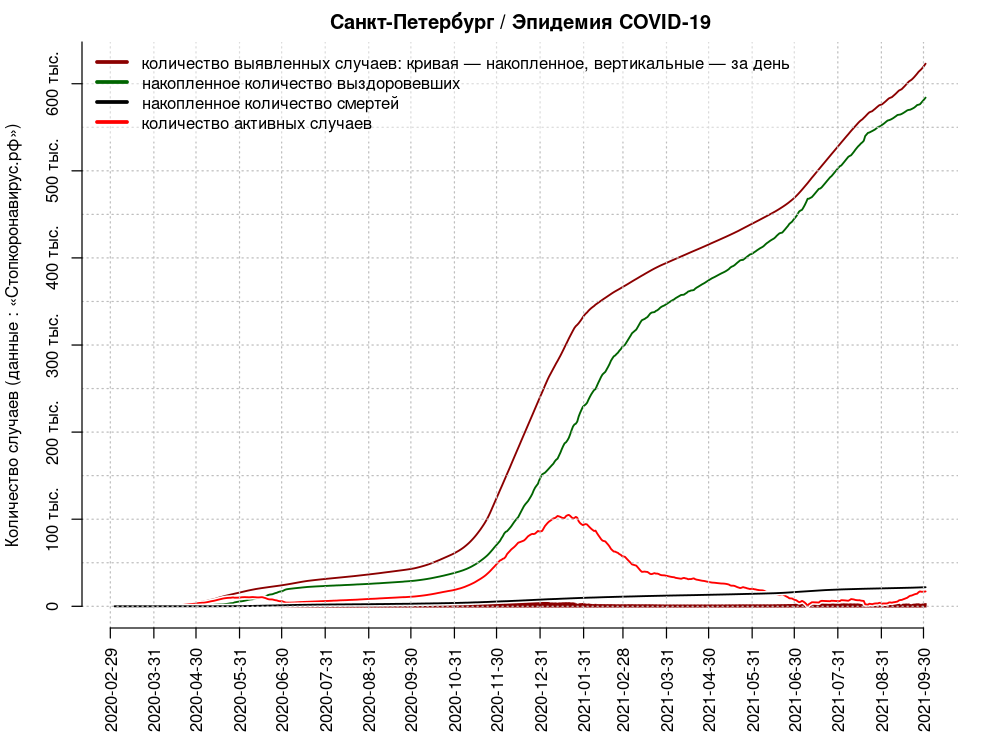 Санкт-Петербург / Эпидемия COVID-19
количество выявленных случаев: кривая — накопленное, вертикальные — за день
накопленное количество выздоровевших
накопленное количество смертей
количество активных случаев
Количество случаев (данные : «Стопкоронавирус.рф»)
600 тыс.
500 тыс.
400 тыс.
300 тыс.
200 тыс.
100 тыс.
0
2020-02-29
2020-03-31
2020-04-30
2020-05-31
2020-06-30
2020-07-31
2020-08-31
2020-09-30
2020-10-31
2020-11-30
2020-12-31
2021-01-31
2021-02-28
2021-03-31
2021-04-30
2021-05-31
2021-06-30
2021-07-31
2021-08-31
2021-09-30